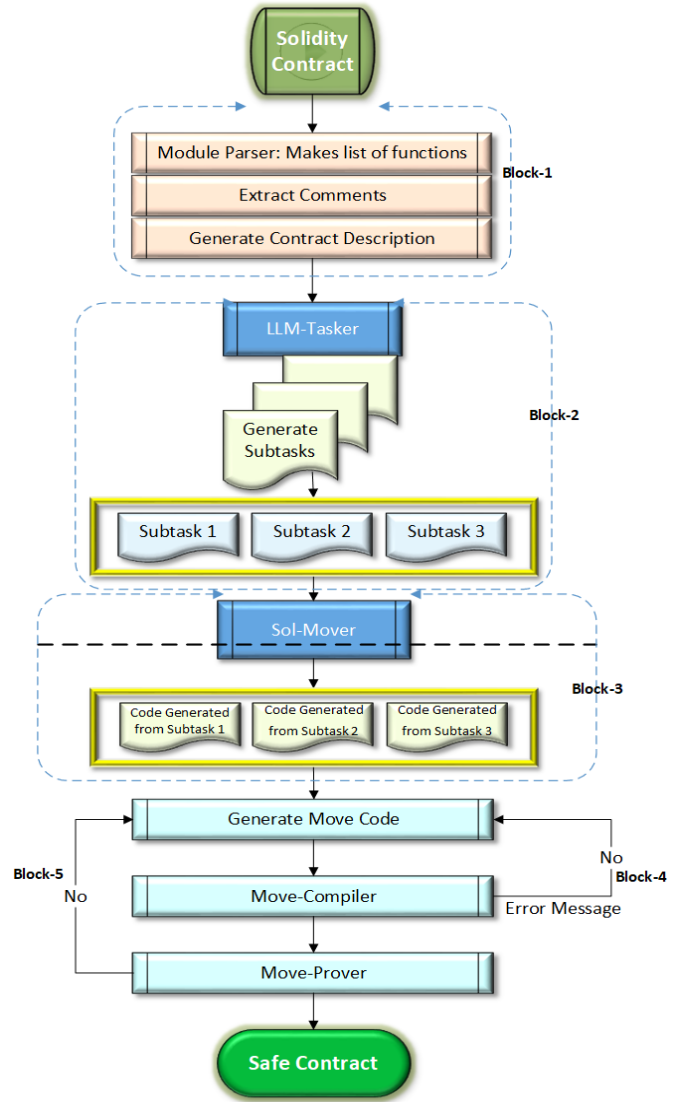 Solidity
Contract
Module Parser: Makes list of functions
Block-1
Extract Comments
Generate Contract Description
LLM-Tasker
Block-2
Generate
Subtasks
Subtask 1
Subtask 2
Subtask 3
Sol-Mover
Block-3
Code Generated
from Subtask 1
Code Generated
from Subtask 2
Code Generated
from Subtask 3
Generate Move Code
Block-5
No
No
Block-4
Move-Compiler
Error Message
Move-Prover
Safe Contract